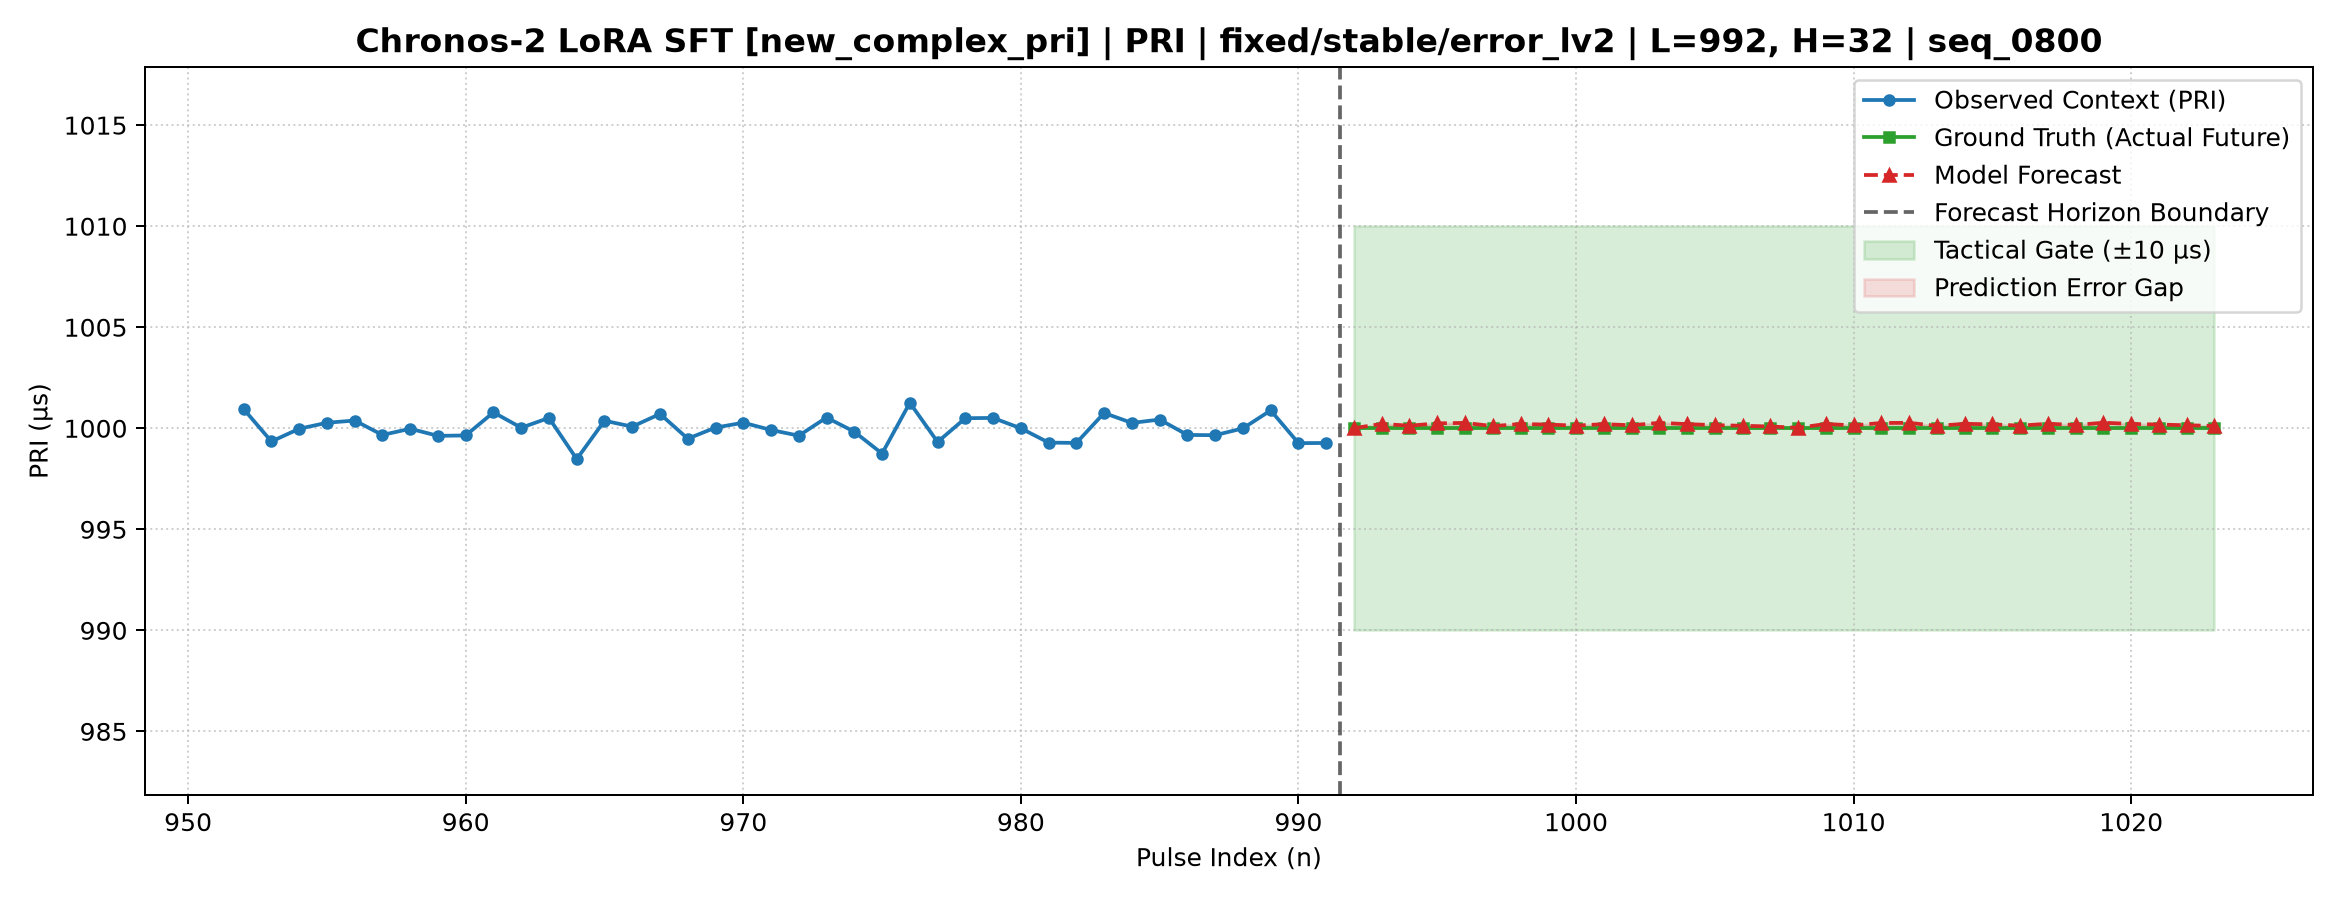 Chronos-2 LoRA SFT [new_complex_pri] | PRI | fixed/stable/error_lv2 | L=992, H=32 | seq_0800
Observed Context (PRI)
Ground Truth (Actual Future)
Model Forecast
Forecast Horizon Boundary
Tactical Gate (±10 μs)
Prediction Error Gap
PRI (μs)
1015
1010
1005
1000
995
990
985
950 960 970 980 990 1000 1010 1020
Pulse Index (n)